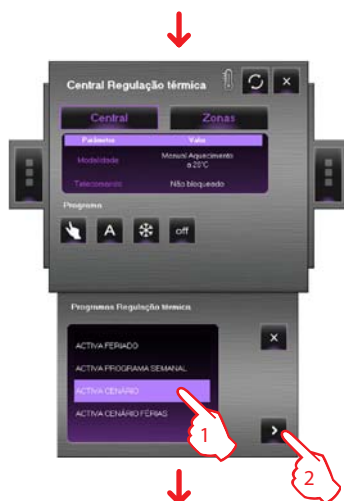 Central Regulação térmica
Central Zonas
Parâmetro Valor
Modalidade Manual Aquecimento
a 20°C
Telecomando Não bloqueado
Programa
A off
Programas Regulação térmica
ACTIVA FERIADO
ACTIVA PROGRAMA SEMANAL
ACTIVA CENÁRIO
ACTIVA CENÁRIO FÉRIAS
1
2